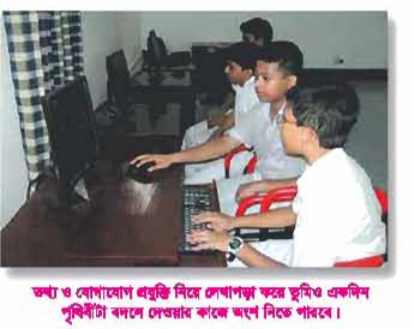 তথ্য ও যোগাযোগ প্রযুক্তি নিয়ে লেখাপড়া করে তুমিও একদিন
পৃথিবীটা বদলে দেওয়ার কাজে অংশ নিতে পারবে।